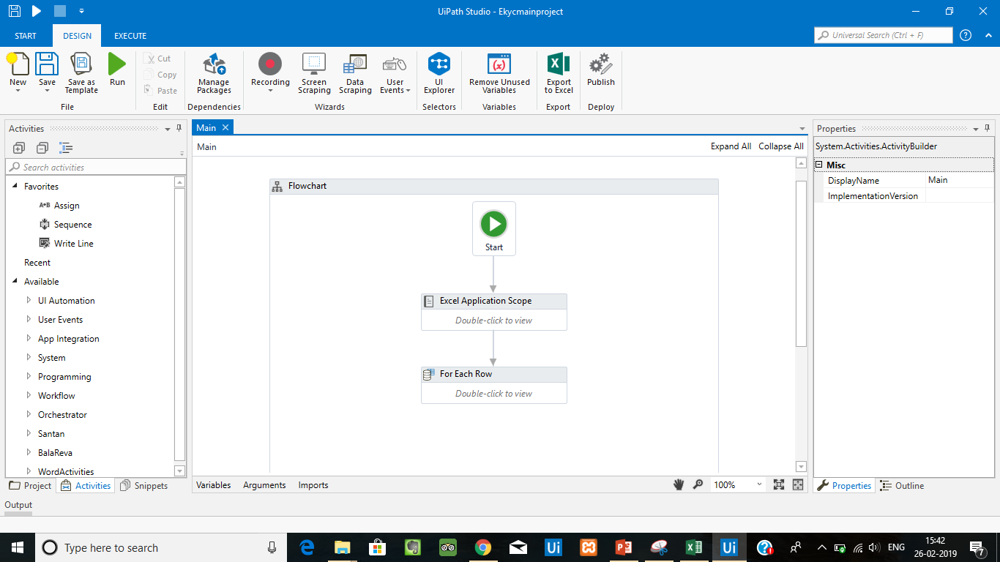 UiPath Studio - Ekycmainproject
START DESIGN EXECUTE
Universal Search (Ctrl + F)
New Save Save as Template Run
Cut
Copy
Paste
Manage Packages
Recording Screen Scraping Data Scraping User Events
UI Explorer
Remove Unused Variables
Export to Excel
Publish
File Edit Dependencies Wizards Selectors Variables Export Deploy
Activities
Search activities
Favorites
A+B Assign
Sequence
Write Line
Recent
Available
UI Automation
User Events
App Integration
System
Programming
Workflow
Orchestrator
Santan
BalaReva
WordActivities
Project Activities Snippets
Main
Main Expand All Collapse All
Flowchart
Start
Excel Application Scope
Double-click to view
For Each Row
Double-click to view
Variables Arguments Imports 100%
Properties
System.Activities.ActivityBuilder
Misc
DisplayName Main
ImplementationVersion
Properties Outline
Output
Type here to search
Ui
Ui
ENG
15:42
26-02-2019
7